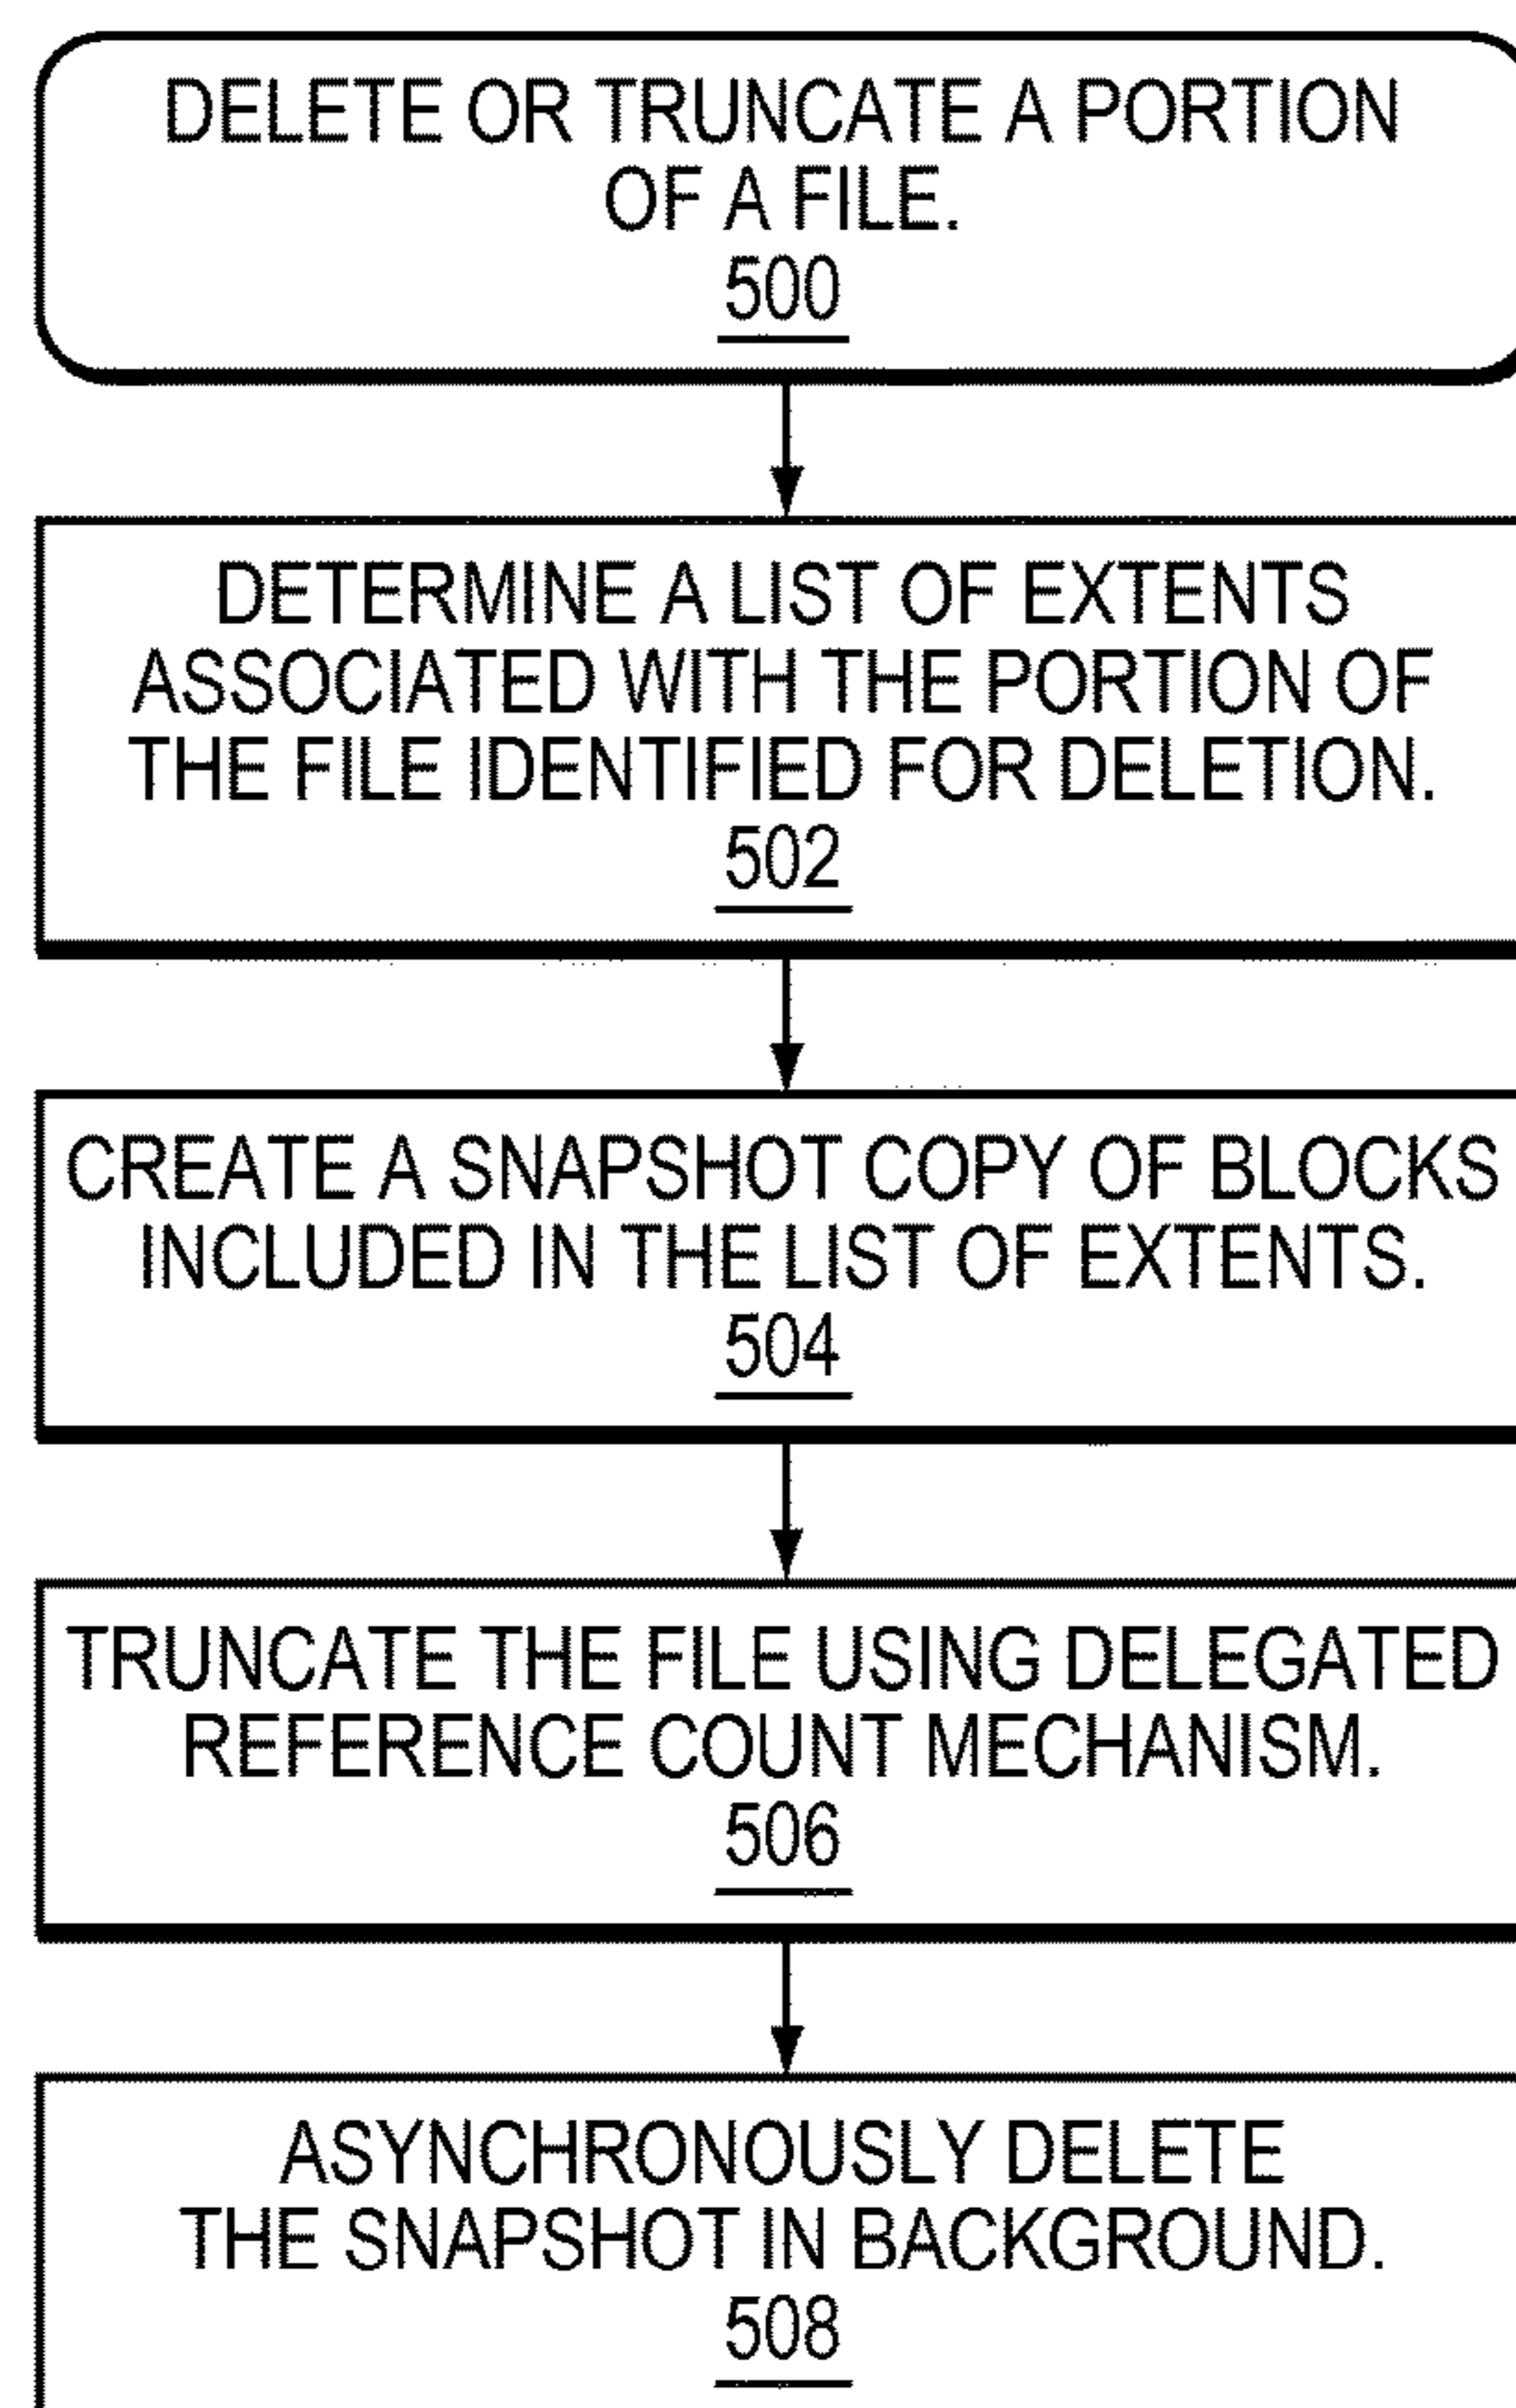 DELETE OR TRUNCATE A PORTION
OF A FILE.
500
DETERMINE A LIST OF EXTENTS
ASSOCIATED WITH THE PORTION OF
THE FILE IDENTIFIED FOR DELETION.
502
CREATE A SNAPSHOT COPY OF BLOCKS
INCLUDED IN THE LIST OF EXTENTS.
504
TRUNCATE THE FILE USING DELEGATED
REFERENCE COUNT MECHANISM.
506
ASYNCHRONOUSLY DELETE
THE SNAPSHOT IN BACKGROUND.
508